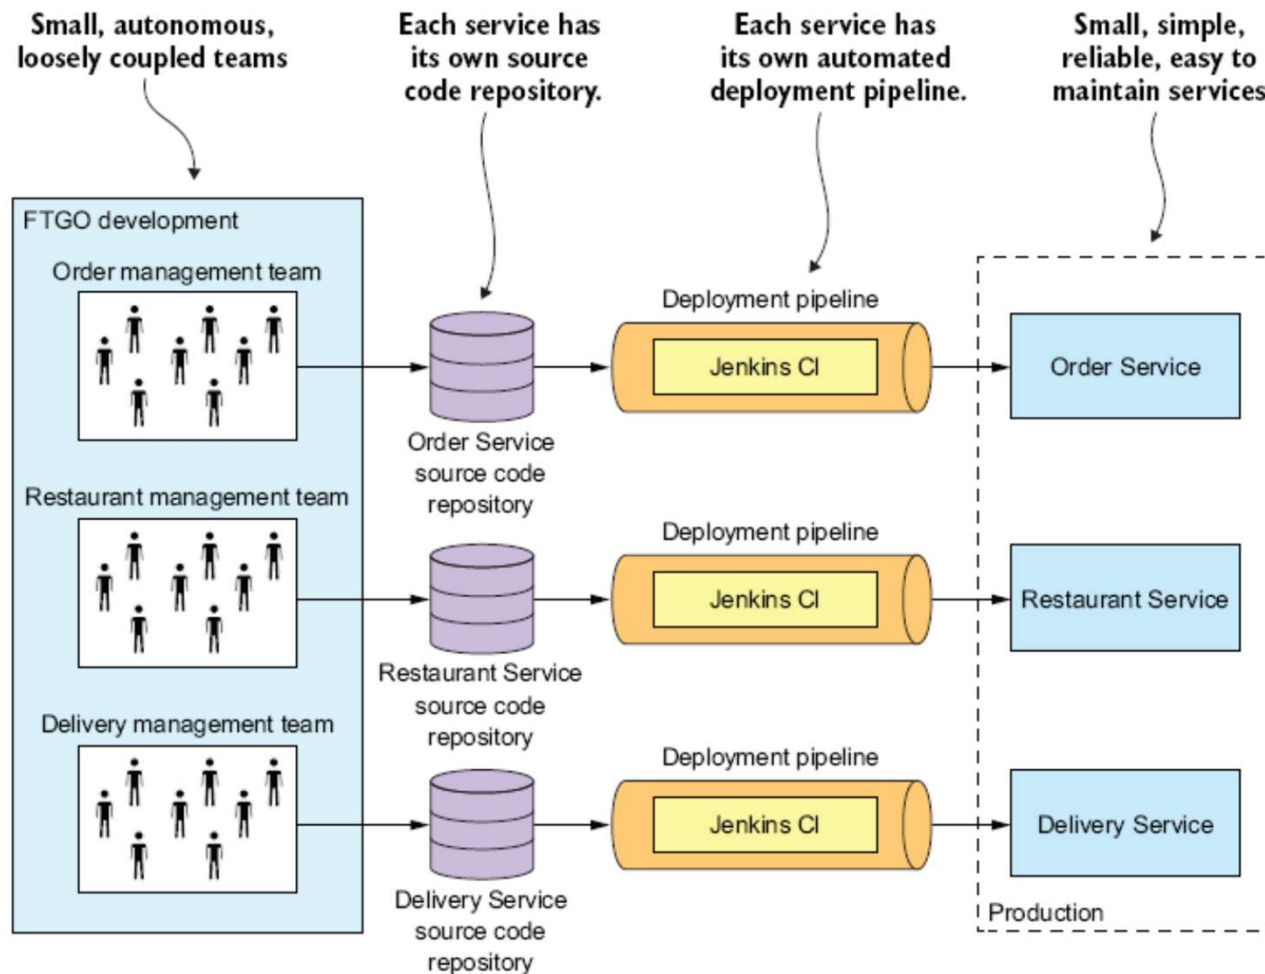 Small, autonomous,
loosely coupled teams
Each service has
its own source
code repository.
Each service has
its own automated
deployment pipeline.
Small, simple,
reliable, easy to
maintain services
FTGO development
Order management team
Deployment pipeline
Jenkins CI
Order Service
Order Service
source code
repository
Restaurant management team
Deployment pipeline
Jenkins CI
Restaurant Service
Restaurant Service
source code
repository
Delivery management team
Deployment pipeline
Jenkins CI
Delivery Service
Delivery Service
source code
repository
Production